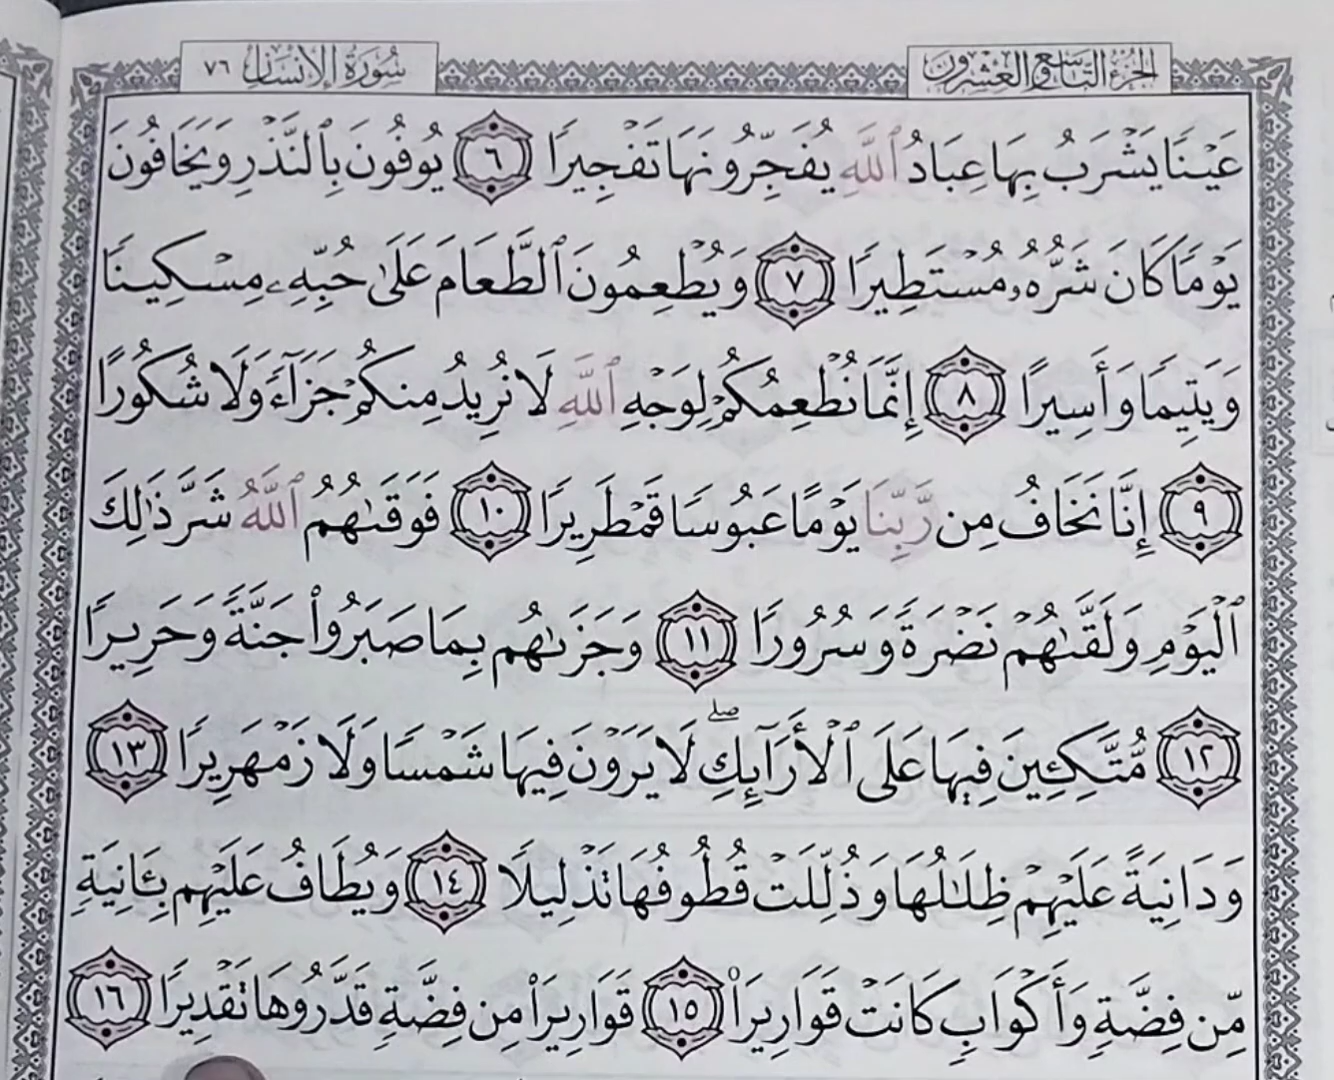 الجزء التاسع والعشرون
سورة الإنسان ٧٦
عَيْنًا يَشْرَبُ بِهَا عِبَادُ ٱللَّهِ يُفَجِّرُونَهَا تَفْجِيرًا ٦ يُوفُونَ بِٱلنَّذْرِ وَيَخَافُونَ
يَوْمًا كَانَ شَرُّهُۥ مُسْتَطِيرًا ٧ وَيُطْعِمُونَ ٱلطَّعَامَ عَلَىٰ حُبِّهِۦ مِسْكِينًا
وَيَتِيمًا وَأَسِيرًا ٨ إِنَّمَا نُطْعِمُكُمْ لِوَجْهِ ٱللَّهِ لَا نُرِيدُ مِنكُمْ جَزَآءً وَلَا شُكُورًا
٩ إِنَّا نَخَافُ مِن رَّبِّنَا يَوْمًا عَبُوسًا قَمْطَرِيرًا ١٠ فَوَقَىٰهُمُ ٱللَّهُ شَرَّ ذَٰلِكَ
ٱلْيَوْمِ وَلَقَّىٰهُمْ نَضْرَةً وَسُرُورًا ١١ وَجَزَىٰهُم بِمَا صَبَرُوا۟ جَنَّةً وَحَرِيرًا
١٢ مُّتَّكِـِٔينَ فِيهَا عَلَى ٱلْأَرَآئِكِ ۖ لَا يَرَوْنَ فِيهَا شَمْسًا وَلَا زَمْهَرِيرًا ١٣
وَدَانِيَةً عَلَيْهِمْ ظِلَـٰلُهَا وَذُلِّلَتْ قُطُوفُهَا تَذْلِيلًا ١٤ وَيُطَافُ عَلَيْهِم بِـَٔانِيَةٍ
مِّن فِضَّةٍ وَأَكْوَابٍ كَانَتْ قَوَارِيرَا۠ ١٥ قَوَارِيرَا۟ مِن فِضَّةٍ قَدَّرُوهَا تَقْدِيرًا ١٦